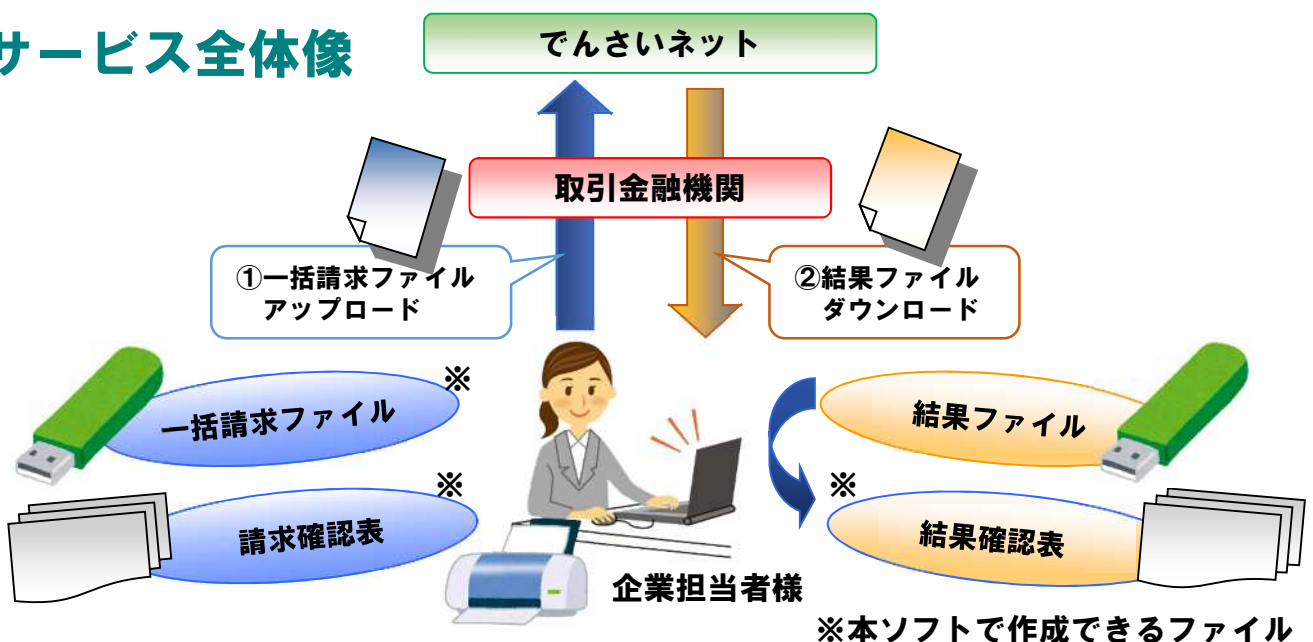 サービス全体像
でんさいネット
取引金融機関
①一括請求ファイル
アップロード
②結果ファイル
ダウンロード
※
一括請求ファイル
結果ファイル
※
※
請求確認表
結果確認表
企業担当者様
※本ソフトで作成できるファイル